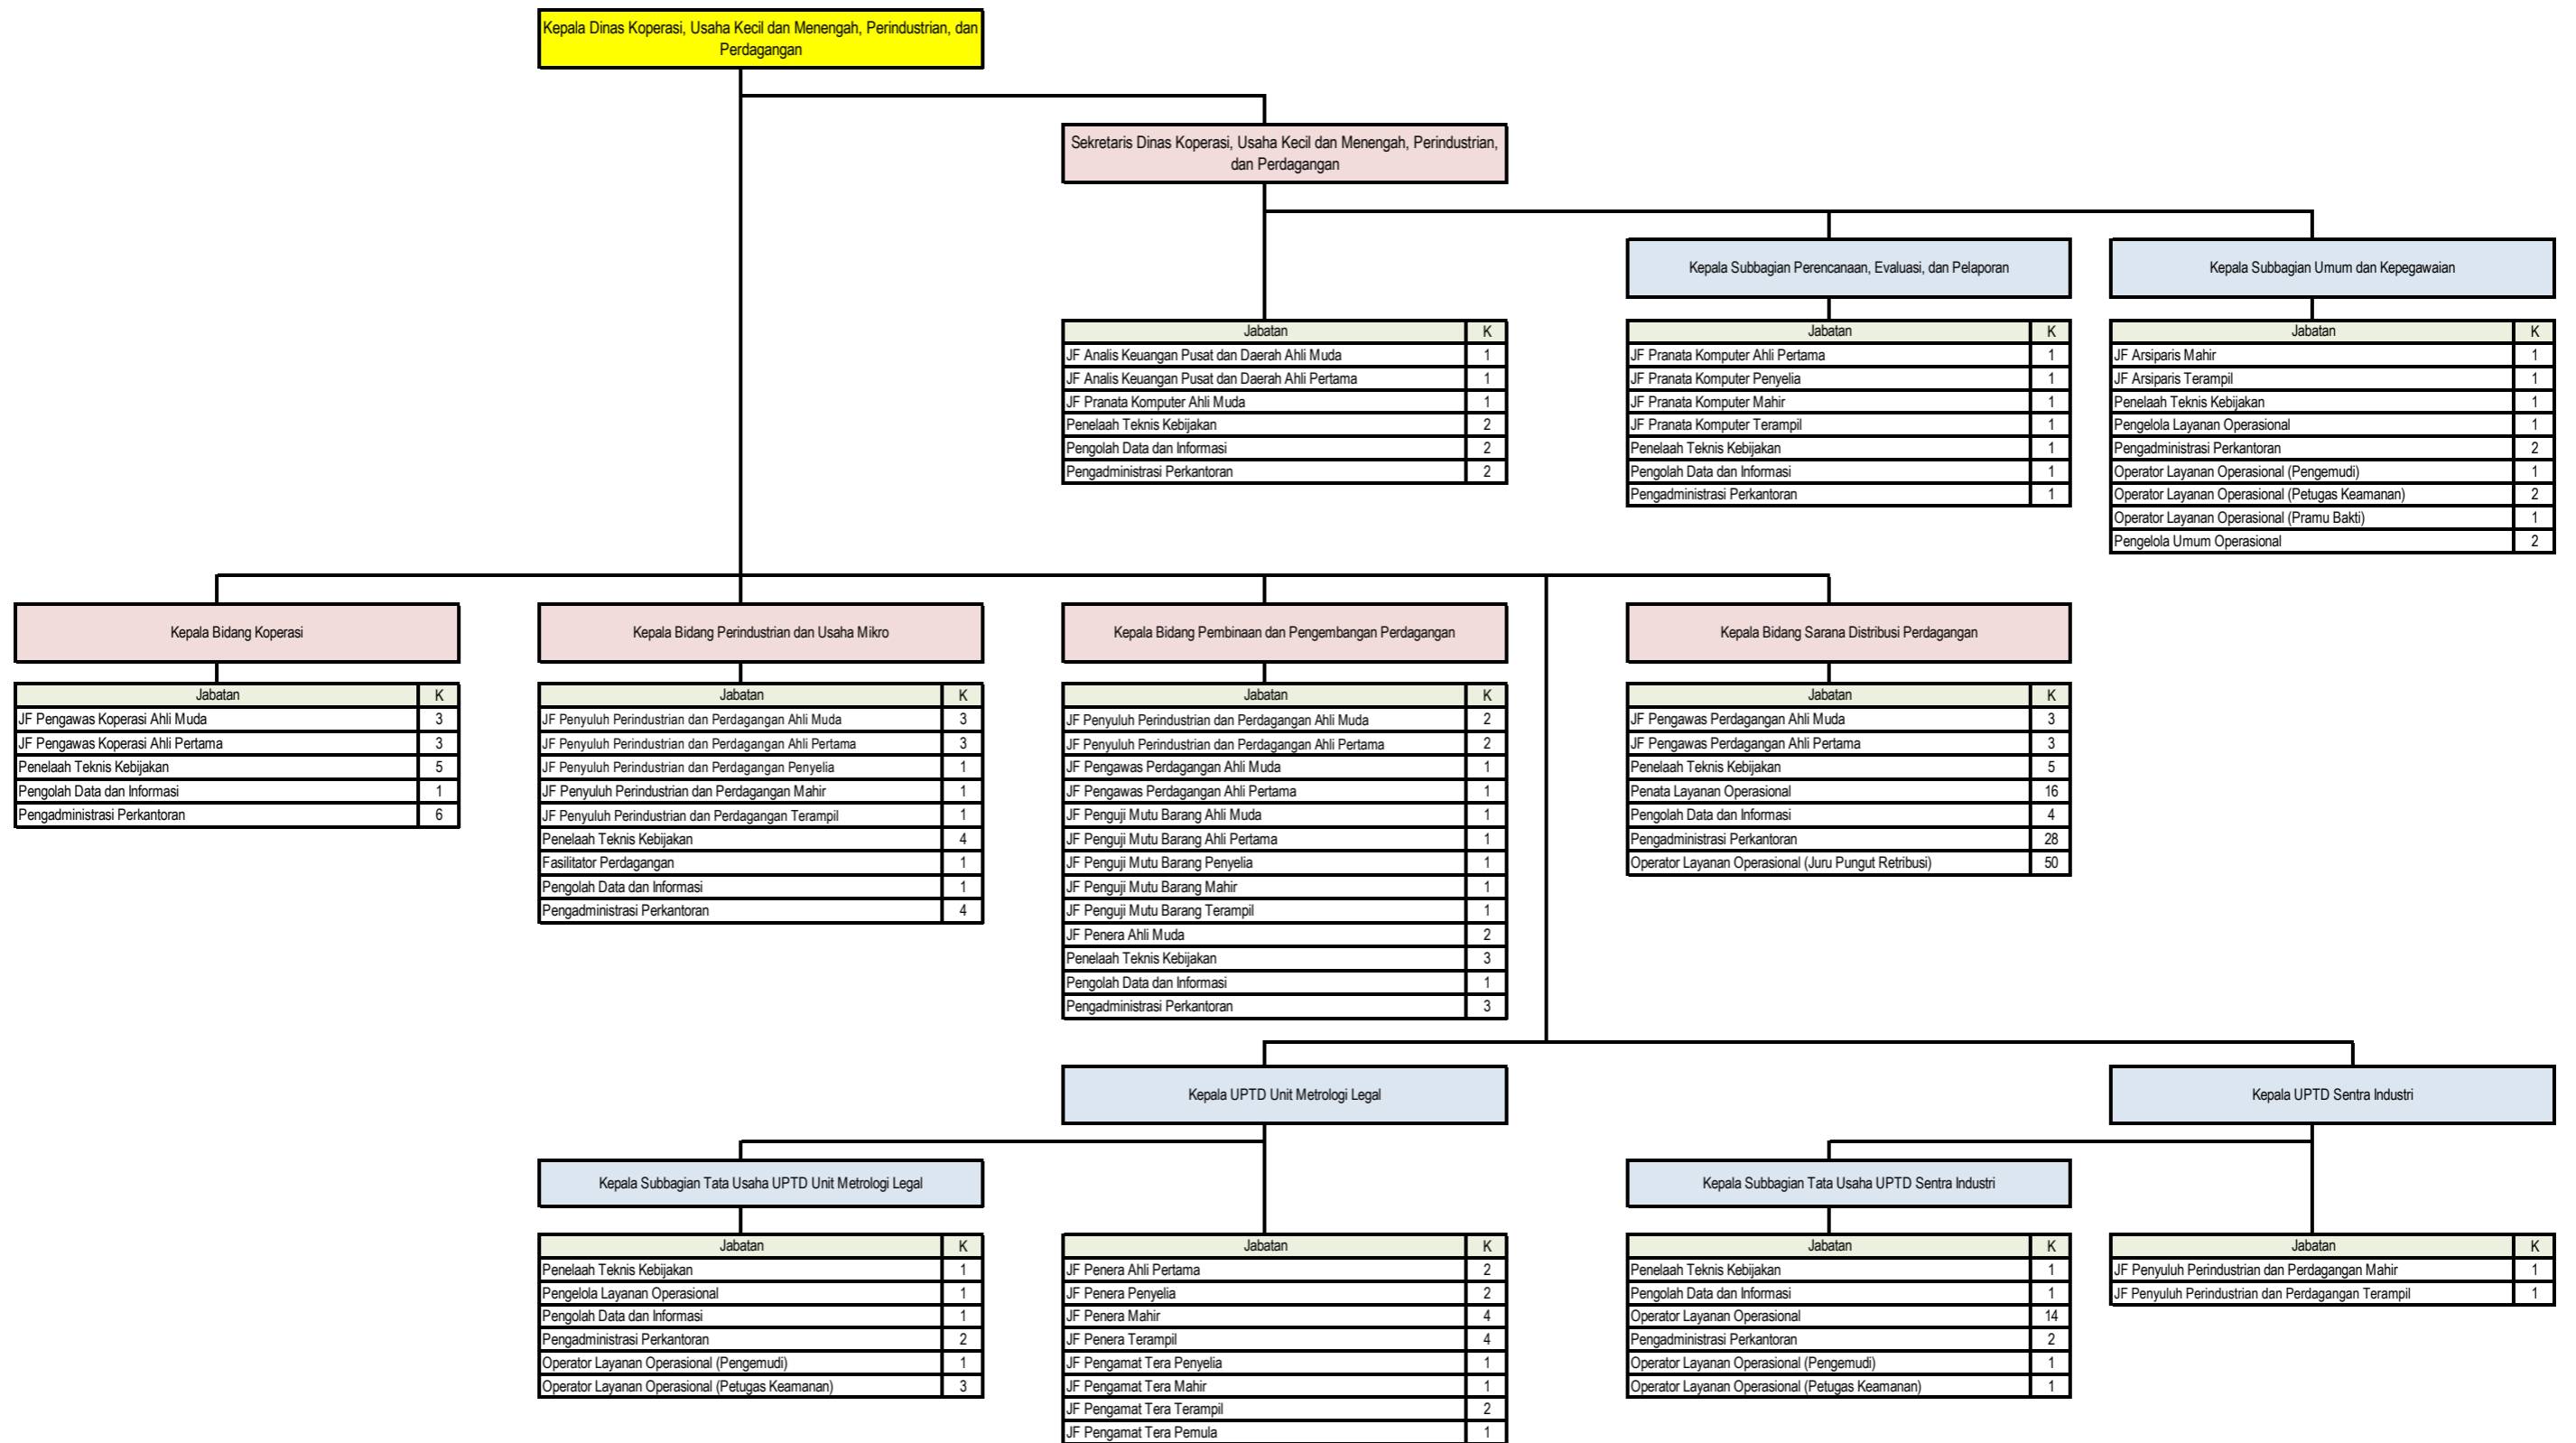 Kepala Dinas Koperasi, Usaha Kecil dan Menengah, Perindustrian, dan
Perdagangan
Sekretaris Dinas Koperasi, Usaha Kecil dan Menengah, Perindustrian,
dan Perdagangan
Kepala Subbagian Perencanaan, Evaluasi, dan Pelaporan
Kepala Subbagian Umum dan Kepegawaian
Jabatan K
JF Analis Keuangan Pusat dan Daerah Ahli Muda 1
JF Analis Keuangan Pusat dan Daerah Ahli Pertama 1
JF Pranata Komputer Ahli Muda 1
Penelaah Teknis Kebijakan 2
Pengolah Data dan Informasi 2
Pengadministrasi Perkantoran 2
Jabatan K
JF Pranata Komputer Ahli Pertama 1
JF Pranata Komputer Penyelia 1
JF Pranata Komputer Mahir 1
JF Pranata Komputer Terampil 1
Penelaah Teknis Kebijakan 1
Pengolah Data dan Informasi 1
Pengadministrasi Perkantoran 1
Jabatan K
JF Arsiparis Mahir 1
JF Arsiparis Terampil 1
Penelaah Teknis Kebijakan 1
Pengelola Layanan Operasional 1
Pengadministrasi Perkantoran 2
Operator Layanan Operasional (Pengemudi) 1
Operator Layanan Operasional (Petugas Keamanan) 2
Operator Layanan Operasional (Pramu Bakti) 1
Pengelola Umum Operasional 2
Kepala Bidang Koperasi
Jabatan K
JF Pengawas Koperasi Ahli Muda 3
JF Pengawas Koperasi Ahli Pertama 3
Penelaah Teknis Kebijakan 5
Pengolah Data dan Informasi 1
Pengadministrasi Perkantoran 6
Kepala Bidang Perindustrian dan Usaha Mikro
Jabatan K
JF Penyuluh Perindustrian dan Perdagangan Ahli Muda 3
JF Penyuluh Perindustrian dan Perdagangan Ahli Pertama 3
JF Penyuluh Perindustrian dan Perdagangan Penyelia 1
JF Penyuluh Perindustrian dan Perdagangan Mahir 1
JF Penyuluh Perindustrian dan Perdagangan Terampil 1
Penelaah Teknis Kebijakan 4
Fasilitator Perdagangan 1
Pengolah Data dan Informasi 1
Pengadministrasi Perkantoran 4
Kepala Bidang Pembinaan dan Pengembangan Perdagangan
Jabatan K
JF Penyuluh Perindustrian dan Perdagangan Ahli Muda 2
JF Penyuluh Perindustrian dan Perdagangan Ahli Pertama 2
JF Pengawas Perdagangan Ahli Muda 1
JF Pengawas Perdagangan Ahli Pertama 1
JF Penguji Mutu Barang Ahli Muda 1
JF Penguji Mutu Barang Ahli Pertama 1
JF Penguji Mutu Barang Penyelia 1
JF Penguji Mutu Barang Mahir 1
JF Penguji Mutu Barang Terampil 1
JF Penera Ahli Muda 2
Penelaah Teknis Kebijakan 3
Pengolah Data dan Informasi 1
Pengadministrasi Perkantoran 3
Kepala Bidang Sarana Distribusi Perdagangan
Jabatan K
JF Pengawas Perdagangan Ahli Muda 3
JF Pengawas Perdagangan Ahli Pertama 3
Penelaah Teknis Kebijakan 5
Penata Layanan Operasional 16
Pengolah Data dan Informasi 4
Pengadministrasi Perkantoran 28
Operator Layanan Operasional (Juru Pungut Retribusi) 50
Kepala UPTD Unit Metrologi Legal
Kepala UPTD Sentra Industri
Kepala Subbagian Tata Usaha UPTD Unit Metrologi Legal
Jabatan K
Penelaah Teknis Kebijakan 1
Pengelola Layanan Operasional 1
Pengolah Data dan Informasi 1
Pengadministrasi Perkantoran 2
Operator Layanan Operasional (Pengemudi) 1
Operator Layanan Operasional (Petugas Keamanan) 3
Jabatan K
JF Penera Ahli Pertama 2
JF Penera Penyelia 2
JF Penera Mahir 4
JF Penera Terampil 4
JF Pengamat Tera Penyelia 1
JF Pengamat Tera Mahir 1
JF Pengamat Tera Terampil 2
JF Pengamat Tera Pemula 1
Kepala Subbagian Tata Usaha UPTD Sentra Industri
Jabatan K
Penelaah Teknis Kebijakan 1
Pengolah Data dan Informasi 1
Operator Layanan Operasional 14
Pengadministrasi Perkantoran 2
Operator Layanan Operasional (Pengemudi) 1
Operator Layanan Operasional (Petugas Keamanan) 1
Jabatan K
JF Penyuluh Perindustrian dan Perdagangan Mahir 1
JF Penyuluh Perindustrian dan Perdagangan Terampil 1